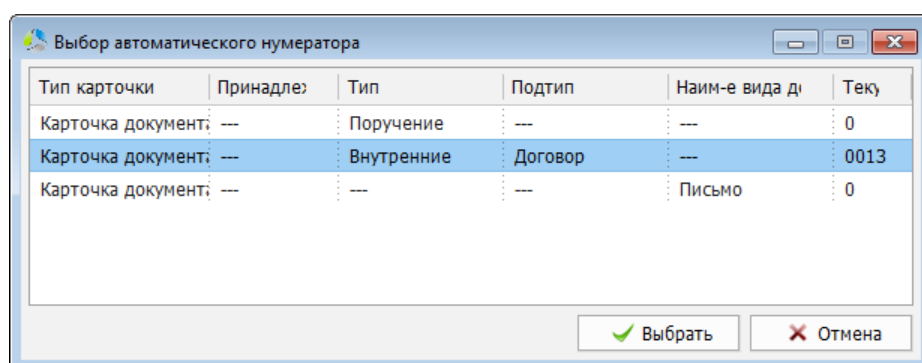 Выбор автоматического нумератора
Тип карточки Принадле Тип Подтип Наим-е вида д Теку
Карточка документа --- Поручение --- --- 0
Карточка документа --- Внутренние Договор --- 0013
Карточка документа --- --- --- Письмо 0
Выбрать Отмена